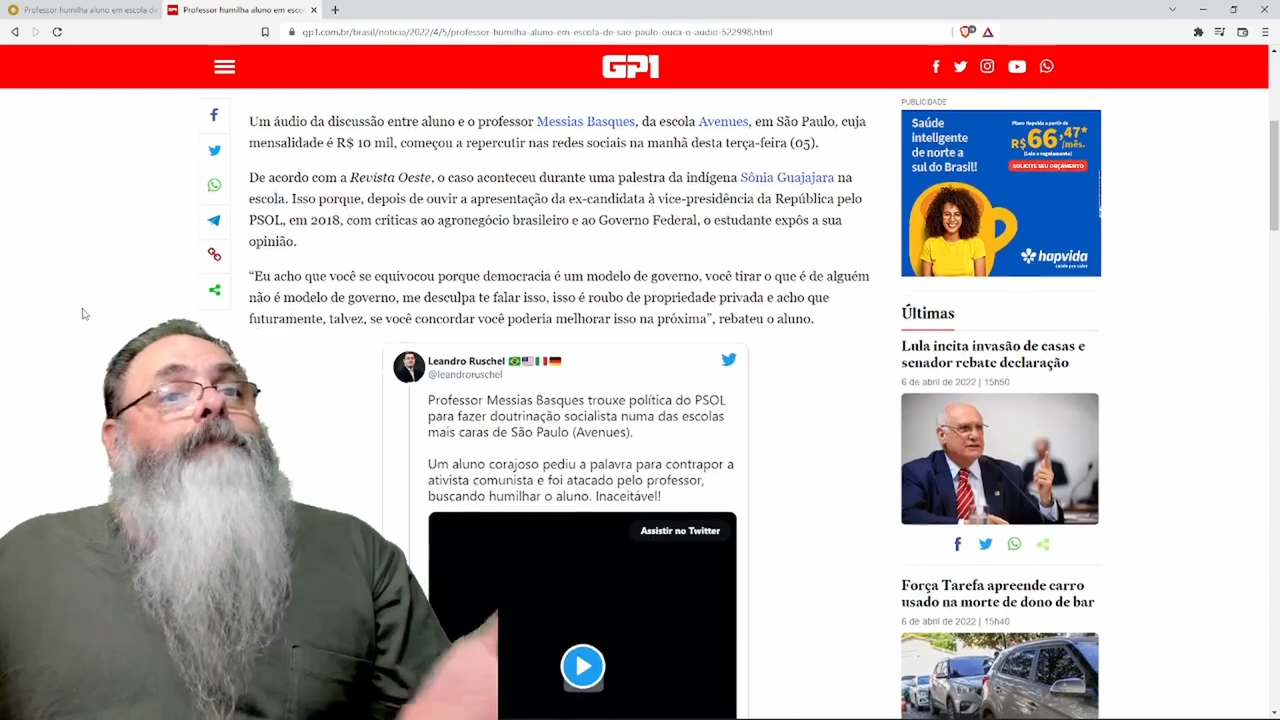 Professor humilha aluno em escola de
Professor humilha aluno em esco
gp1.com.br/brasil/noticia/2022/4/5/professor-humilha-aluno-em-escola-de-sao-paulo-ouca-o-audio-522998.html
GP1
Um áudio da discussão entre aluno e o professor Messias Basques, da escola Avenues, em São Paulo, cuja
mensalidade é R$ 10 mil, começou a repercutir nas redes sociais na manhã desta terça-feira (05).
De acordo com a Revista Oeste, o caso aconteceu durante uma palestra da indígena Sônia Guajajara na
escola. Isso porque, depois de ouvir a apresentação da ex-candidata à vice-presidência da República pelo
PSOL, em 2018, com críticas ao agronegócio brasileiro e ao Governo Federal, o estudante expôs a sua
opinião.
“Eu acho que você se equivocou porque democracia é um modelo de governo, você tirar o que é de alguém
não é modelo de governo, me desculpa te falar isso, isso é roubo de propriedade privada e acho que
futuramente, talvez, se você concordar você poderia melhorar isso na próxima”, rebateu o aluno.
Leandro Ruschel
@leandroruschel
Professor Messias Basques trouxe política do PSOL
para fazer doutrinação socialista numa das escolas
mais caras de São Paulo (Avenues).
Um aluno corajoso pediu a palavra para contrapor a
ativista comunista e foi atacado pelo professor,
buscando humilhar o aluno. Inaceitável!
Assistir no Twitter
PUBLICIDADE
Saúde
inteligente
de norte a
sul do Brasil!
Plano Hapvida a partir de
R$66,47*
/mês.
(Leia o regulamento)
SOLICITE SEU ORÇAMENTO
hapvida
Últimas
Lula incita invasão de casas e
senador rebate declaração
6 de abril de 2022 | 15h50
Força Tarefa apreende carro
usado na morte de dono de bar
6 de abril de 2022 | 15h40